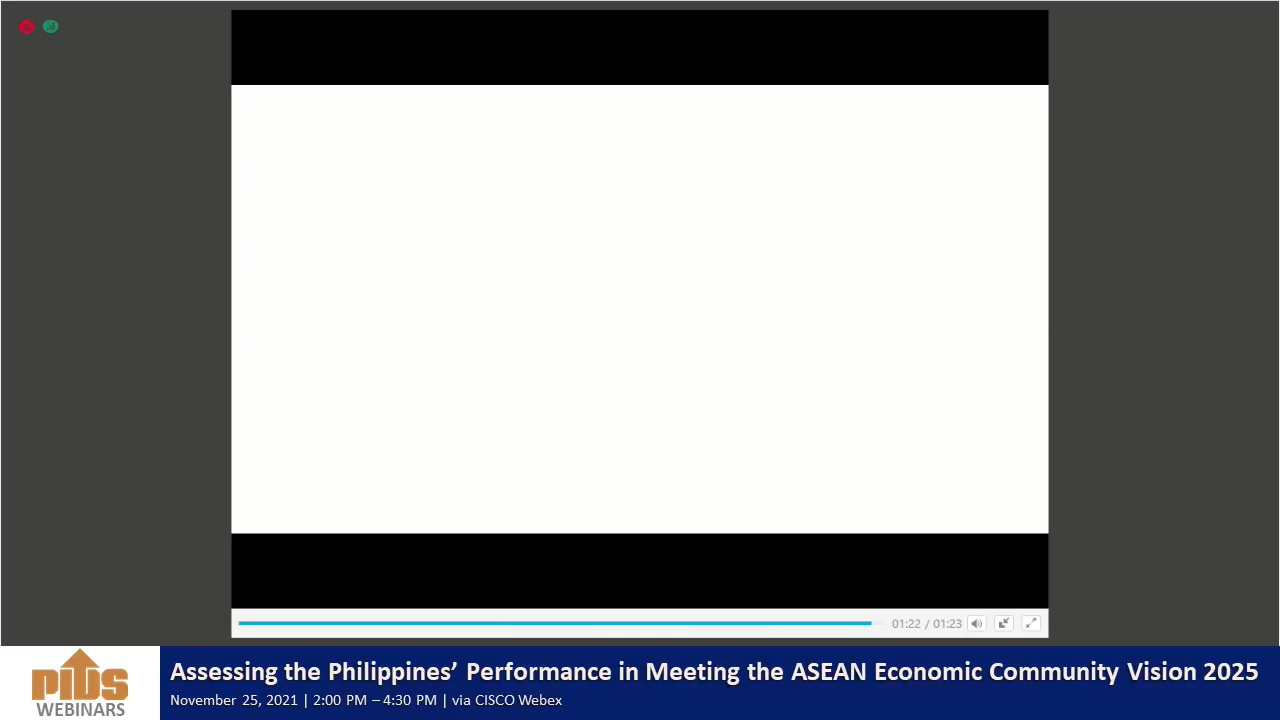 01:22 / 01:23
PIDS
WEBINARS
Assessing the Philippines’ Performance in Meeting the ASEAN Economic Community Vision 2025
November 25, 2021 | 2:00 PM – 4:30 PM | via CISCO Webex